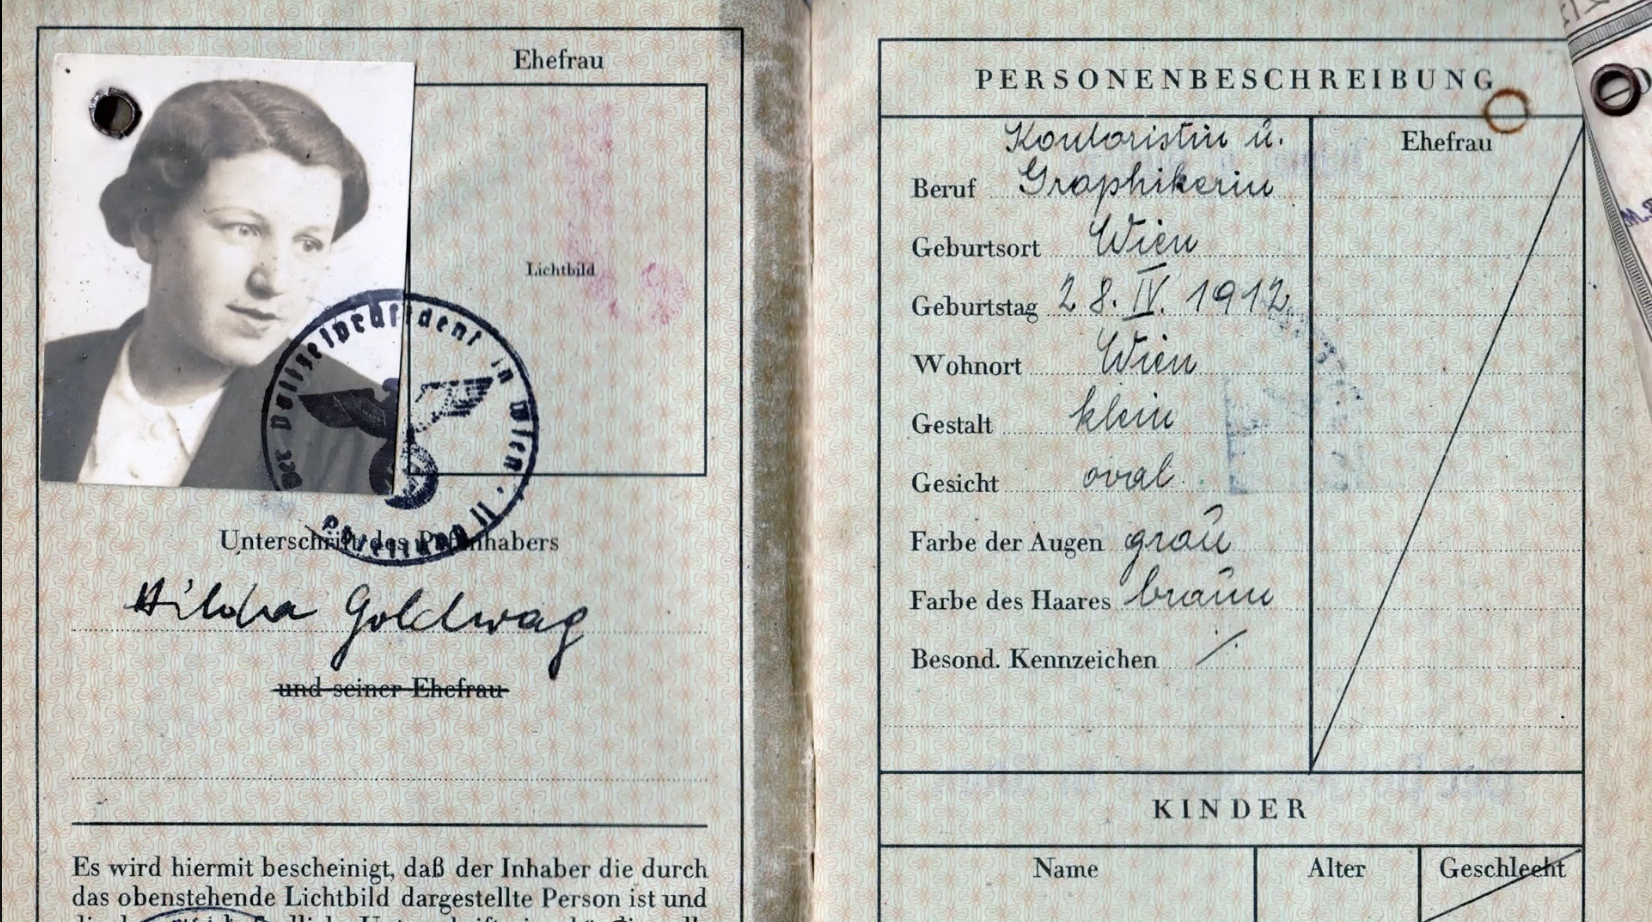 Ehefrau
Lichtbild
Der Polizeipräsident in Wien · II
Unterschrift des Paßinhabers
Hilda Goldwag
und seiner Ehefrau
Es wird hiermit bescheinigt, daß der Inhaber die durch
das obenstehende Lichtbild dargestellte Person ist und
PERSONENBESCHREIBUNG
Ehefrau
Kontoristin u.
Beruf Graphikerin
Geburtsort Wien
Geburtstag 28. IV. 1912
Wohnort Wien
Gestalt klein
Gesicht oval
Farbe der Augen grau
Farbe des Haares braun
Besond. Kennzeichen ./.
KINDER
Name Alter Geschlecht